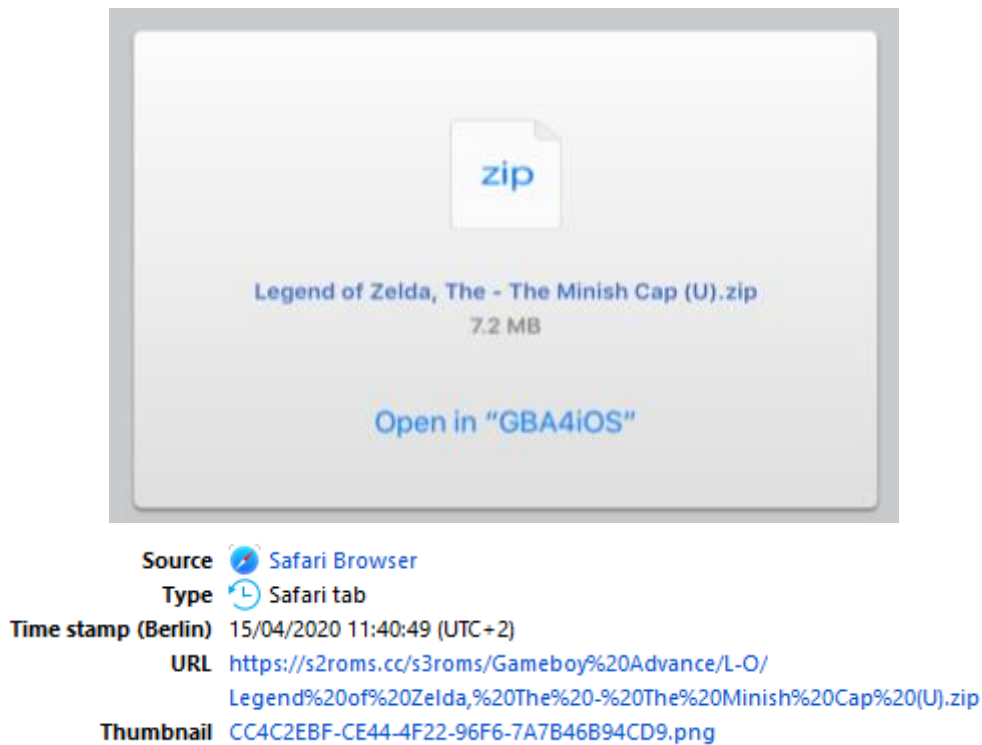 zip
Legend of Zelda, The - The Minish Cap (U).zip
7.2 MB
Open in “GBA4iOS”
Source Safari Browser
Type Safari tab
Time stamp (Berlin) 15/04/2020 11:40:49 (UTC+2)
URL https://s2roms.cc/s3roms/Gameboy%20Advance/L-O/
Legend%20of%20Zelda,%20The%20-%20The%20Minish%20Cap%20(U).zip
Thumbnail CC4C2EBF-CE44-4F22-96F6-7A7B46B94CD9.png